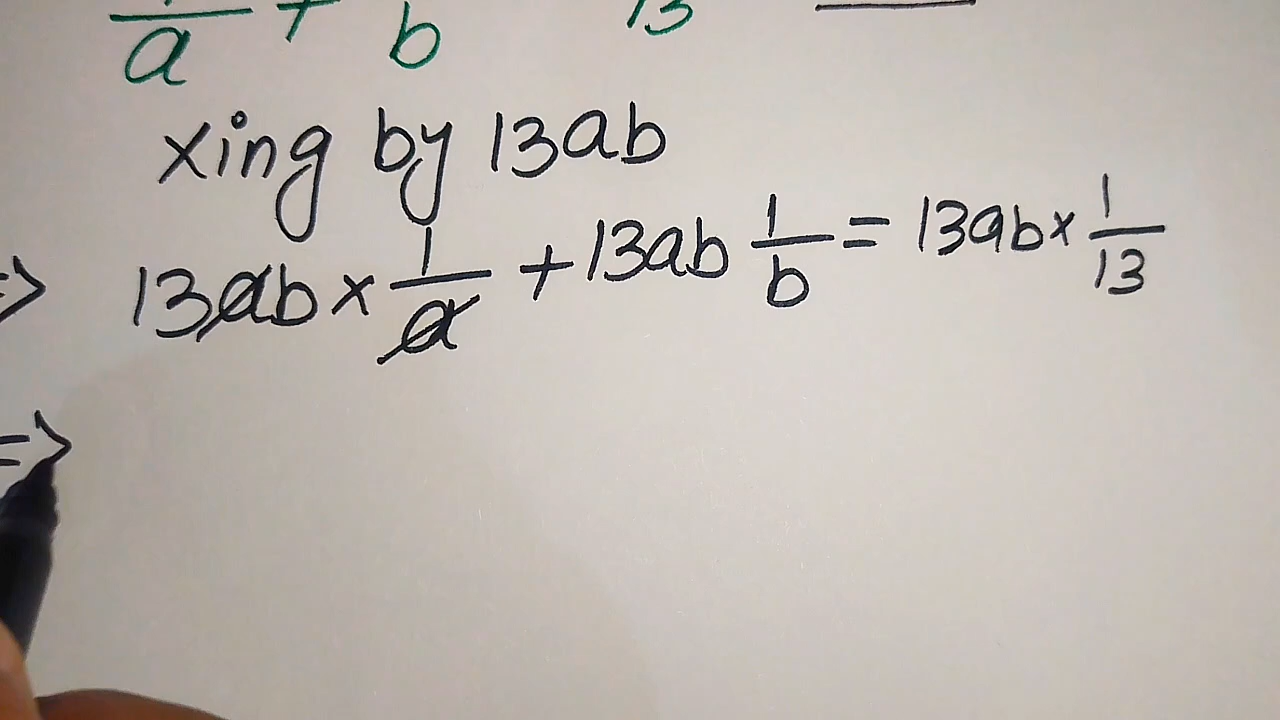 a + b 13
xing by 13ab
=> 13ab × 1/a + 13ab 1/b = 13ab × 1/13
=>